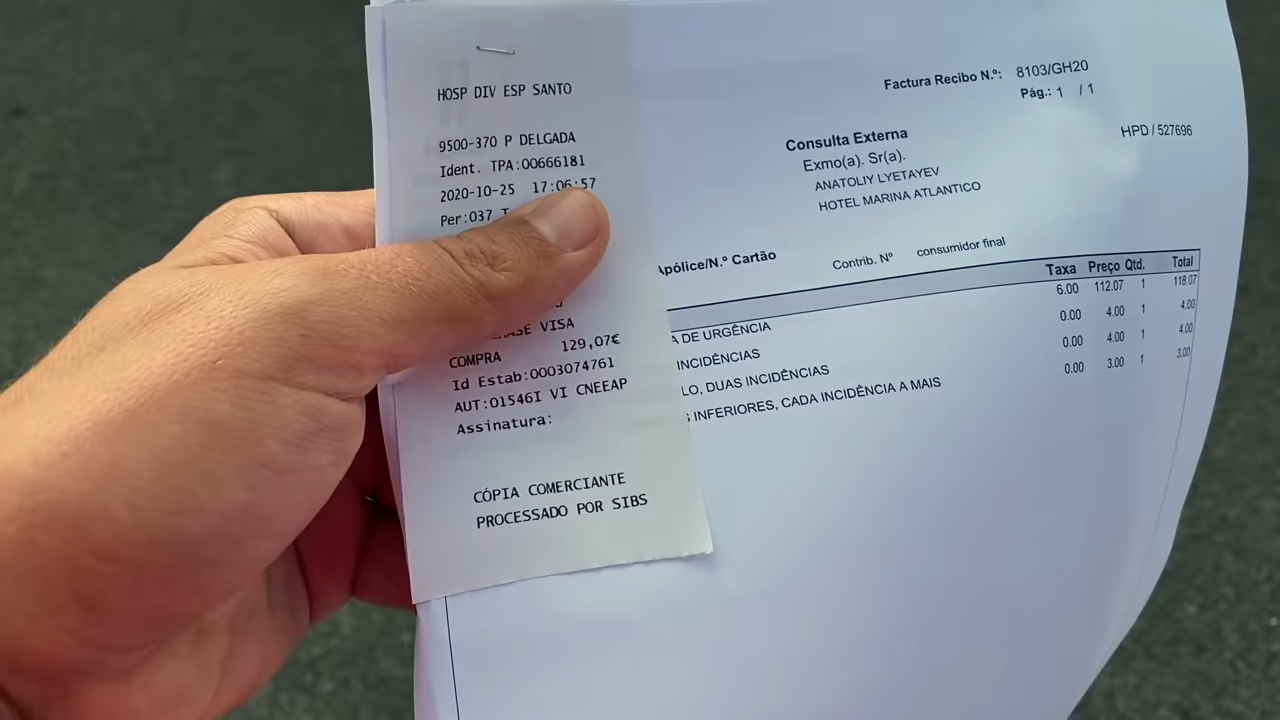 HOSP DIV ESP SANTO
9500-370 P DELGADA
Ident. TPA:00666181
2020-10-25 17:06:57
Per:037
VISA
COMPRA 129,07€
Id Estab:0003074761
AUT:01546I VI CNEEAP
Assinatura:
CÓPIA COMERCIANTE
PROCESSADO POR SIBS
Factura Recibo N.º: 8103/GH20
Pág.: 1 / 1
HPD / 527696
Consulta Externa
Exmo(a). Sr(a).
ANATOLIY LYETAYEV
HOTEL MARINA ATLANTICO
Apólice/N.º Cartão
Contrib. Nº consumidor final
Taxa Preço Qtd. Total
DE URGÊNCIA 6.00 112.07 1 118.07
INCIDÊNCIAS 0.00 4.00 1 4.00
LO, DUAS INCIDÊNCIAS 0.00 4.00 1 4.00
INFERIORES, CADA INCIDÊNCIA A MAIS 0.00 3.00 1 3.00